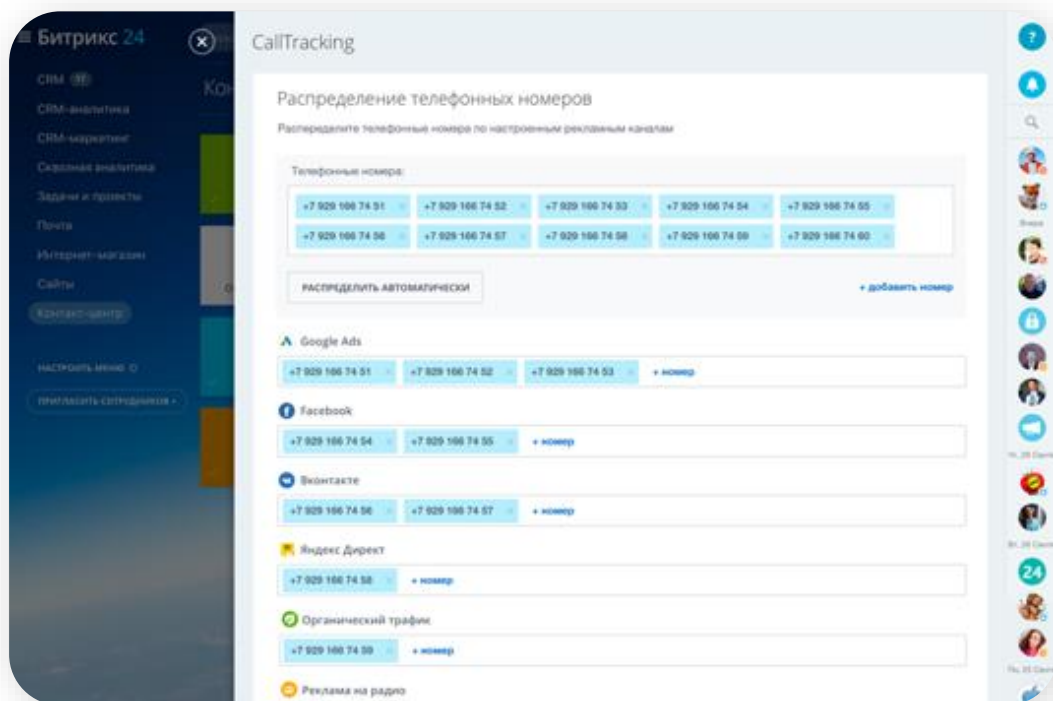 Битрикс 24
CallTracking
CRM
CRM-аналитика
CRM-маркетинг
Сквозная аналитика
Задачи и проекты
Почта
Интернет-магазин
Сайты
Контакт-центр
НАСТРОИТЬ МЕНЮ
ПРИГЛАСИТЬ СОТРУДНИКОВ +
Кон
Распределение телефонных номеров
Распеределите телефонные номера по настроенным рекламным каналам
Телефонные номера:
+7 929 166 74 51 +7 929 166 74 52 +7 929 166 74 53 +7 929 166 74 54 +7 929 166 74 55
+7 929 166 74 56 +7 929 166 74 57 +7 929 166 74 58 +7 929 166 74 59 +7 929 166 74 60
РАСПРЕДЕЛИТЬ АВТОМАТИЧЕСКИ + добавить номер
Google Ads
+7 929 166 74 51 +7 929 166 74 52 +7 929 166 74 53 + номер
Facebook
+7 929 166 74 54 +7 929 166 74 55 + номер
Вконтакте
+7 929 166 74 56 +7 929 166 74 57 + номер
Яндекс Директ
+7 929 166 74 58 + номер
Органический трафик
+7 929 166 74 59 + номер
Реклама на радио
?
Вчера
24